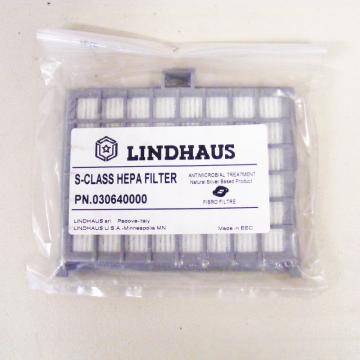 LINDHAUS
S-CLASS HEPA FILTER
PN.030640000
ANTIMICROBIAL TREATMENT
Natural Silver Based Product
FIBRO FILTRE
LINDHAUS srl Padova-Italy
LINDHAUS U.S.A.-Minneapolis MN
Made in EEC